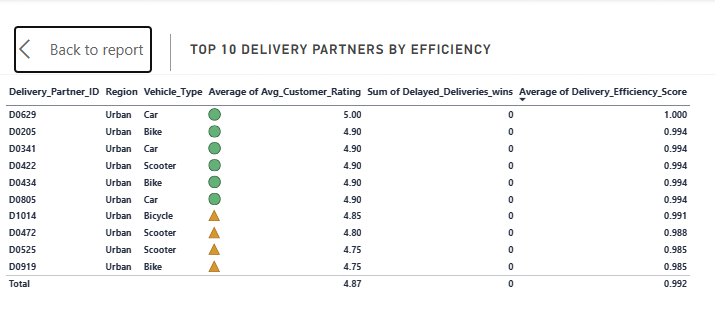 Back to report
TOP 10 DELIVERY PARTNERS BY EFFICIENCY
Delivery_Partner_ID Region Vehicle_Type Average of Avg_Customer_Rating Sum of Delayed_Deliveries_wins Average of Delivery_Efficiency_Score
D0629 Urban Car 5.00 0 1.000
D0205 Urban Bike 4.90 0 0.994
D0341 Urban Car 4.90 0 0.994
D0422 Urban Scooter 4.90 0 0.994
D0434 Urban Bike 4.90 0 0.994
D0805 Urban Car 4.90 0 0.994
D1014 Urban Bicycle 4.85 0 0.991
D0472 Urban Scooter 4.80 0 0.988
D0525 Urban Scooter 4.75 0 0.985
D0919 Urban Bike 4.75 0 0.985
Total 4.87 0 0.992